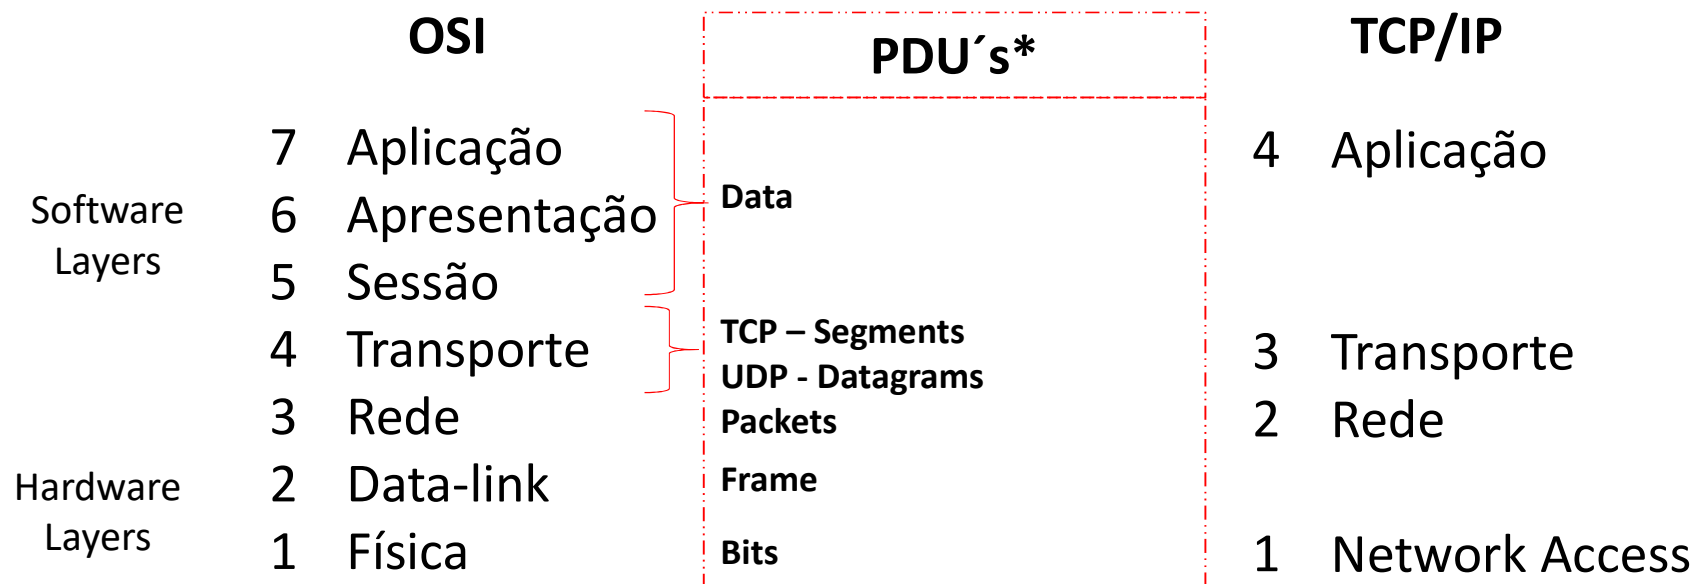 OSI
PDU´s*
TCP/IP
7 Aplicação
6 Apresentação
5 Sessão
4 Transporte
3 Rede
2 Data-link
1 Física
Software
Layers
Hardware
Layers
Data
TCP – Segments
UDP - Datagrams
Packets
Frame
Bits
4 Aplicação
3 Transporte
2 Rede
1 Network Access